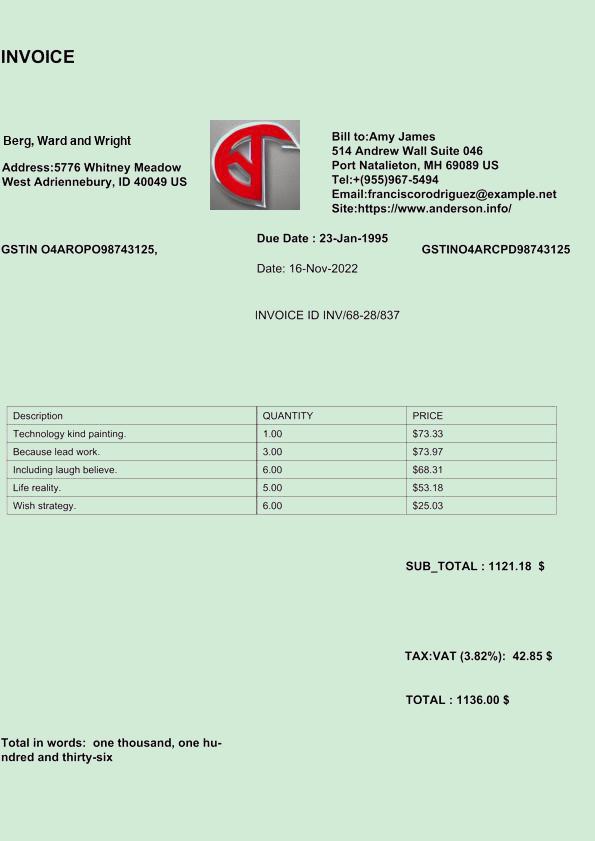 INVOICE
Berg, Ward and Wright
Address:5776 Whitney Meadow
West Adriennebury, ID 40049 US
Bill to:Amy James
514 Andrew Wall Suite 046
Port Natalieton, MH 69089 US
Tel:+(955)967-5494
Email:franciscorodriguez@example.net
Site:https://www.anderson.info/
GSTIN O4AROPO98743125,
Due Date : 23-Jan-1995
GSTINO4ARCPD98743125
Date: 16-Nov-2022
INVOICE ID INV/68-28/837
Description QUANTITY PRICE
Technology kind painting. 1.00 $73.33
Because lead work. 3.00 $73.97
Including laugh believe. 6.00 $68.31
Life reality. 5.00 $53.18
Wish strategy. 6.00 $25.03
SUB_TOTAL : 1121.18 $
TAX:VAT (3.82%): 42.85 $
TOTAL : 1136.00 $
Total in words: one thousand, one hu-
ndred and thirty-six